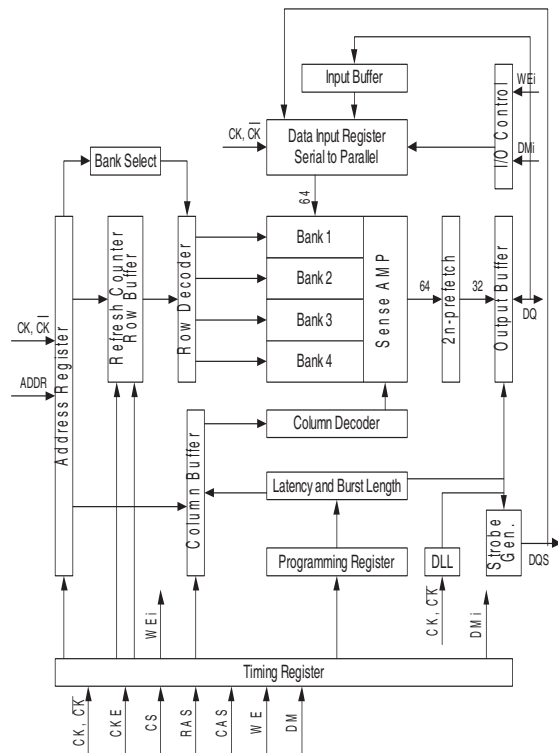 Input Buffer
WEi
CK, CK
Data Input Register
Serial to Parallel
I/O Control
DMi
Bank Select
64
Bank 1
Bank 2
Bank 3
Bank 4
Sense AMP
64
2n-prefetch
32
Output Buffer
DQ
Row Decoder
Refresh Counter
Row Buffer
CK, CK
ADDR
Address Register
Column Decoder
Column Buffer
Latency and Burst Length
Programming Register
DLL
Strobe
Gen.
DQS
CK, CK
DMi
WEi
Timing Register
CK, CK
CKE
CS
RAS
CAS
WE
DM